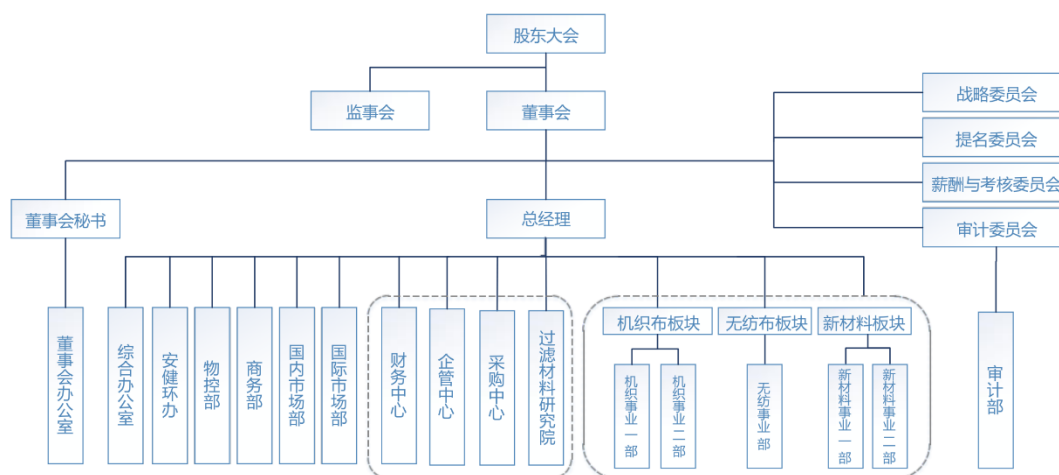 股东大会
监事会
董事会
战略委员会
提名委员会
薪酬与考核委员会
审计委员会
董事会秘书
总经理
董事会办公室
综合办公室
安健环办
物控部
商务部
国内市场部
国际市场部
财务中心
企管中心
采购中心
过滤材料研究院
机织布板块
无纺布板块
新材料板块
机织事业一部
机织事业二部
无纺事业部
新材料事业一部
新材料事业二部
审计部